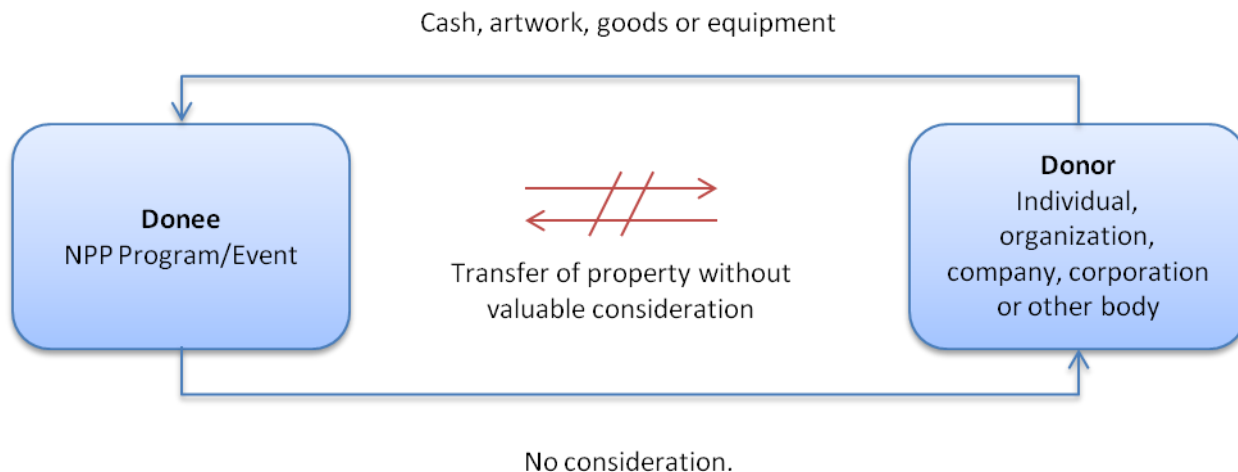 Cash, artwork, goods or equipment
Donee
NPP Program/Event
Transfer of property without
valuable consideration
Donor
Individual,
organization,
company, corporation
or other body
No consideration.